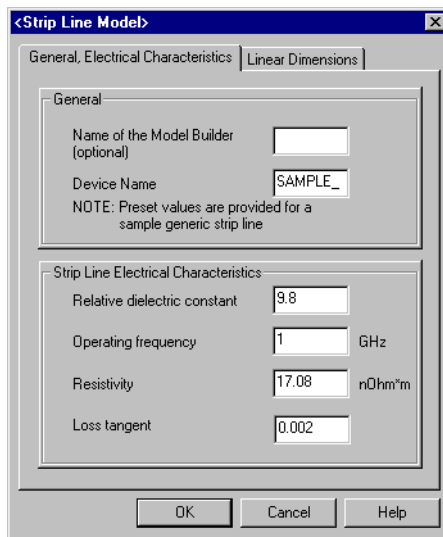 <Strip Line Model>
General, Electrical Characteristics
Linear Dimensions
General
Name of the Model Builder
(optional)
Device Name
SAMPLE_
NOTE: Preset values are provided for a
sample generic strip line
Strip Line Electrical Characteristics
Relative dielectric constant
9.8
Operating frequency
1
GHz
Resistivity
17.08
nOhm*m
Loss tangent
0.002
OK
Cancel
Help